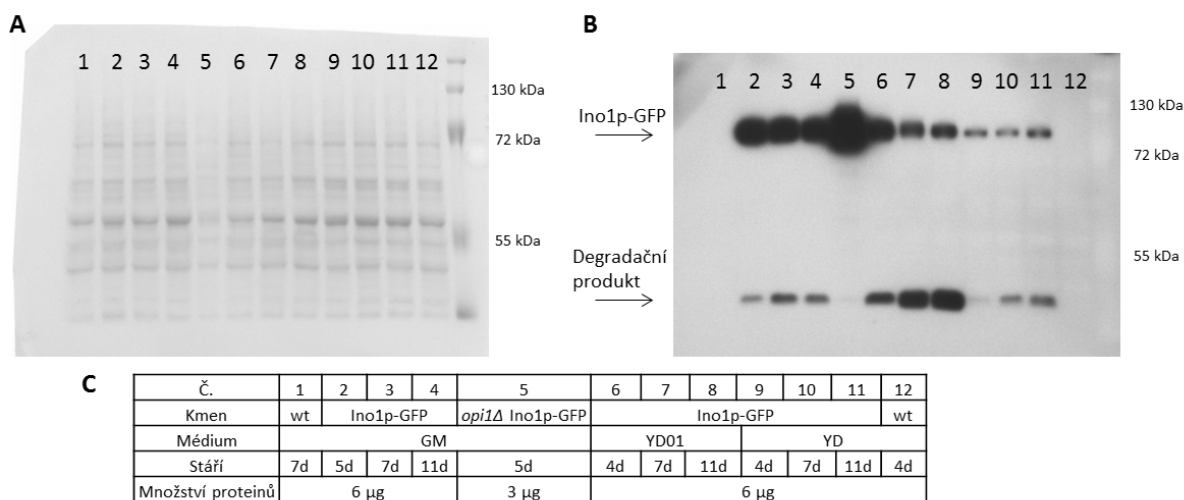 A
1 2 3 4 5 6 7 8 9 10 11 12
130 kDa
72 kDa
55 kDa
B
1 2 3 4 5 6 7 8 9 10 11 12
Ino1p-GFP
130 kDa
72 kDa
Degradační
produkt
55 kDa
C
Č. 1 2 3 4 5 6 7 8 9 10 11 12
Kmen wt Ino1p-GFP opi1Δ Ino1p-GFP Ino1p-GFP wt
Médium GM YD01 YD
Stáří 7d 5d 7d 11d 5d 4d 7d 11d 4d 7d 11d 4d
Množství proteinů 6 µg 3 µg 6 µg